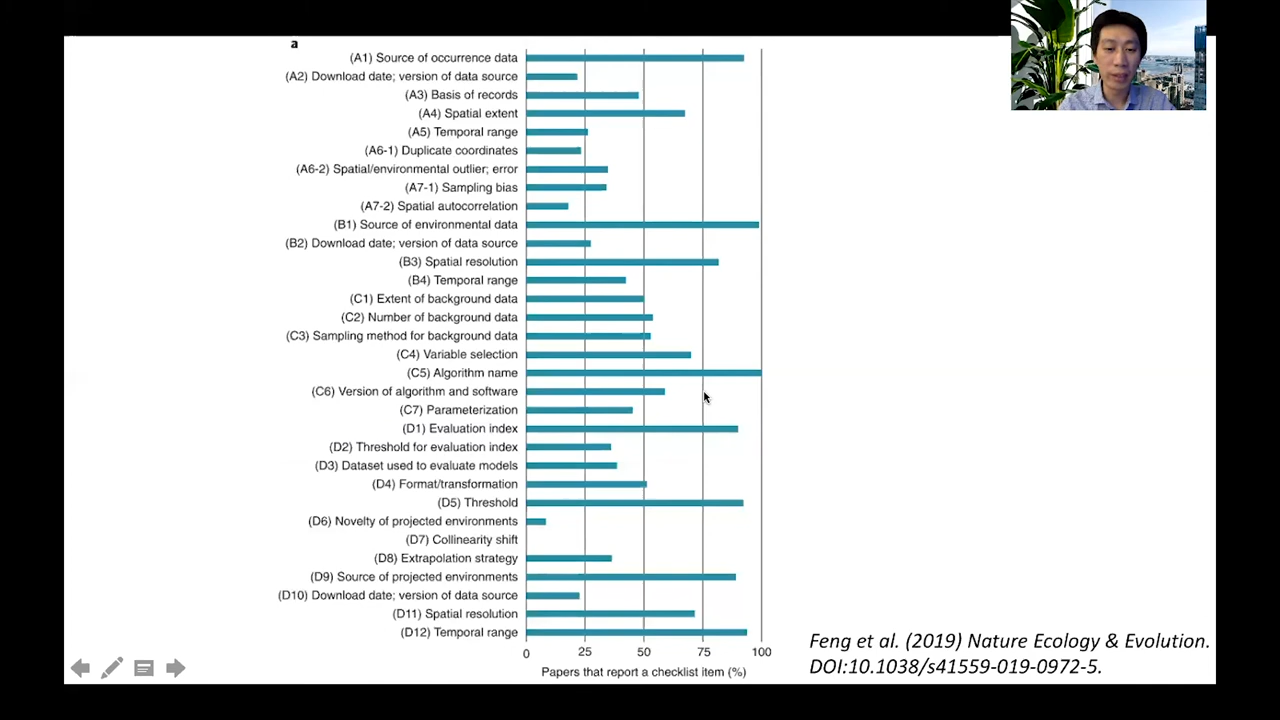 a
(A1) Source of occurrence data
(A2) Download date; version of data source
(A3) Basis of records
(A4) Spatial extent
(A5) Temporal range
(A6-1) Duplicate coordinates
(A6-2) Spatial/environmental outlier; error
(A7-1) Sampling bias
(A7-2) Spatial autocorrelation
(B1) Source of environmental data
(B2) Download date; version of data source
(B3) Spatial resolution
(B4) Temporal range
(C1) Extent of background data
(C2) Number of background data
(C3) Sampling method for background data
(C4) Variable selection
(C5) Algorithm name
(C6) Version of algorithm and software
(C7) Parameterization
(D1) Evaluation index
(D2) Threshold for evaluation index
(D3) Dataset used to evaluate models
(D4) Format/transformation
(D5) Threshold
(D6) Novelty of projected environments
(D7) Collinearity shift
(D8) Extrapolation strategy
(D9) Source of projected environments
(D10) Download date; version of data source
(D11) Spatial resolution
(D12) Temporal range
0 25 50 75 100
Papers that report a checklist item (%)
Feng et al. (2019) Nature Ecology & Evolution.
DOI:10.1038/s41559-019-0972-5.